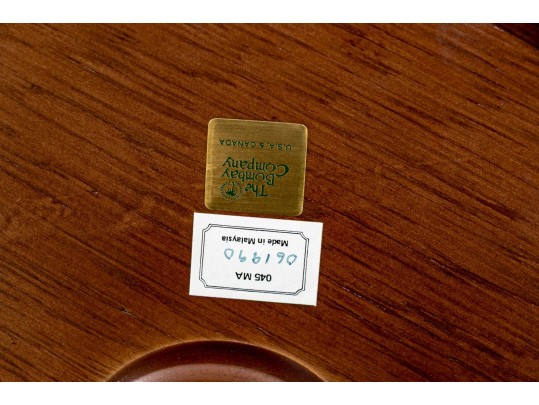 The
Bombay
Company
U.S.A. & CANADA
045 MA
061990
Made in Malaysia